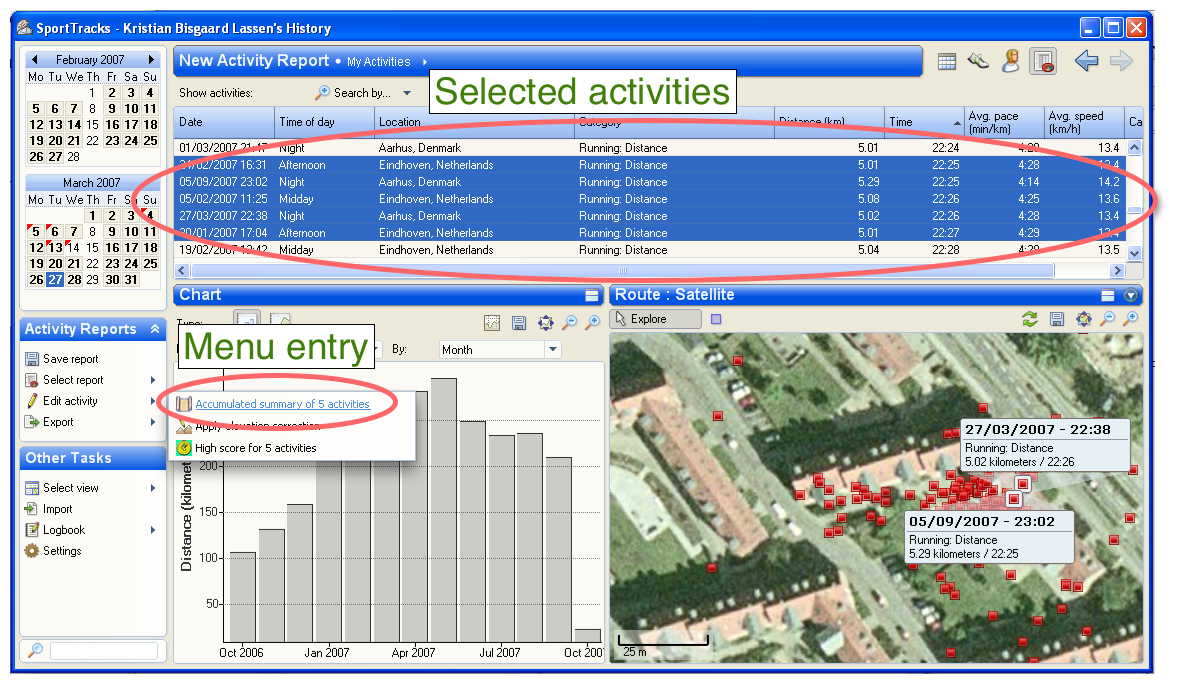 SportTracks - Kristian Bisgaard Lassen's History
February 2007
Mo Tu We Th Fr Sa Su
1 2 3 4
5 6 7 8 9 10 11
12 13 14 15 16 17 18
19 20 21 22 23 24 25
26 27 28
March 2007
Mo Tu We Th Fr Sa Su
1 2 3 4
5 6 7 8 9 10 11
12 13 14 15 16 17 18
19 20 21 22 23 24 25
26 27 28 29 30 31
Activity Reports
Save report
Select report
Edit activity
Export
Other Tasks
Select view
Import
Logbook
Settings
New Activity Report • My Activities
Show activities: Search by...
Selected activities
Date Time of day Location Category Distance (km) Time Avg. pace (min/km) Avg. speed (km/h) Ca
01/03/2007 21:47 Night Aarhus, Denmark Running: Distance 5.01 22:24 4:28 13.4
24/02/2007 16:31 Afternoon Eindhoven, Netherlands Running: Distance 5.01 22:25 4:28 13.4
05/09/2007 23:02 Night Aarhus, Denmark Running: Distance 5.29 22:25 4:14 14.2
05/02/2007 11:25 Midday Eindhoven, Netherlands Running: Distance 5.08 22:26 4:25 13.6
27/03/2007 22:38 Night Aarhus, Denmark Running: Distance 5.02 22:26 4:28 13.4
20/01/2007 17:04 Afternoon Eindhoven, Netherlands Running: Distance 5.01 22:27 4:29 13.4
19/02/2007 12:42 Midday Eindhoven, Netherlands Running: Distance 5.04 22:28 4:28 13.5
Chart
Type:
Menu entry
By: Month
Accumulated summary of 5 activities
Apply elevation correction
High score for 5 activities
Distance (kilomet
200
150
100
50
Oct 2006 Jan 2007 Apr 2007 Jul 2007 Oct 200
Route : Satellite
Explore
27/03/2007 - 22:38
Running: Distance
5.02 kilometers / 22:26
05/09/2007 - 23:02
Running: Distance
5.29 kilometers / 22:25
25 m